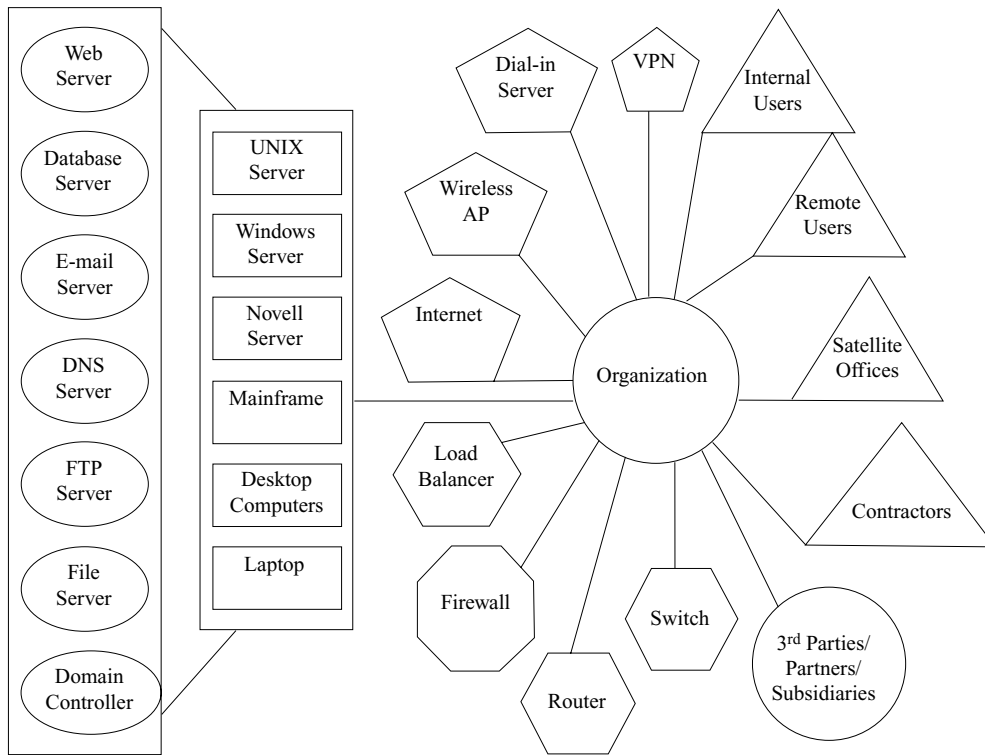 Web
Server
Database
Server
E-mail
Server
DNS
Server
FTP
Server
File
Server
Domain
Controller
UNIX
Server
Windows
Server
Novell
Server
Mainframe
Desktop
Computers
Laptop
Dial-in
Server
VPN
Internal
Users
Wireless
AP
Remote
Users
Internet
Organization
Satellite
Offices
Load
Balancer
Contractors
Firewall
Switch
Router
3rd Parties/
Partners/
Subsidiaries